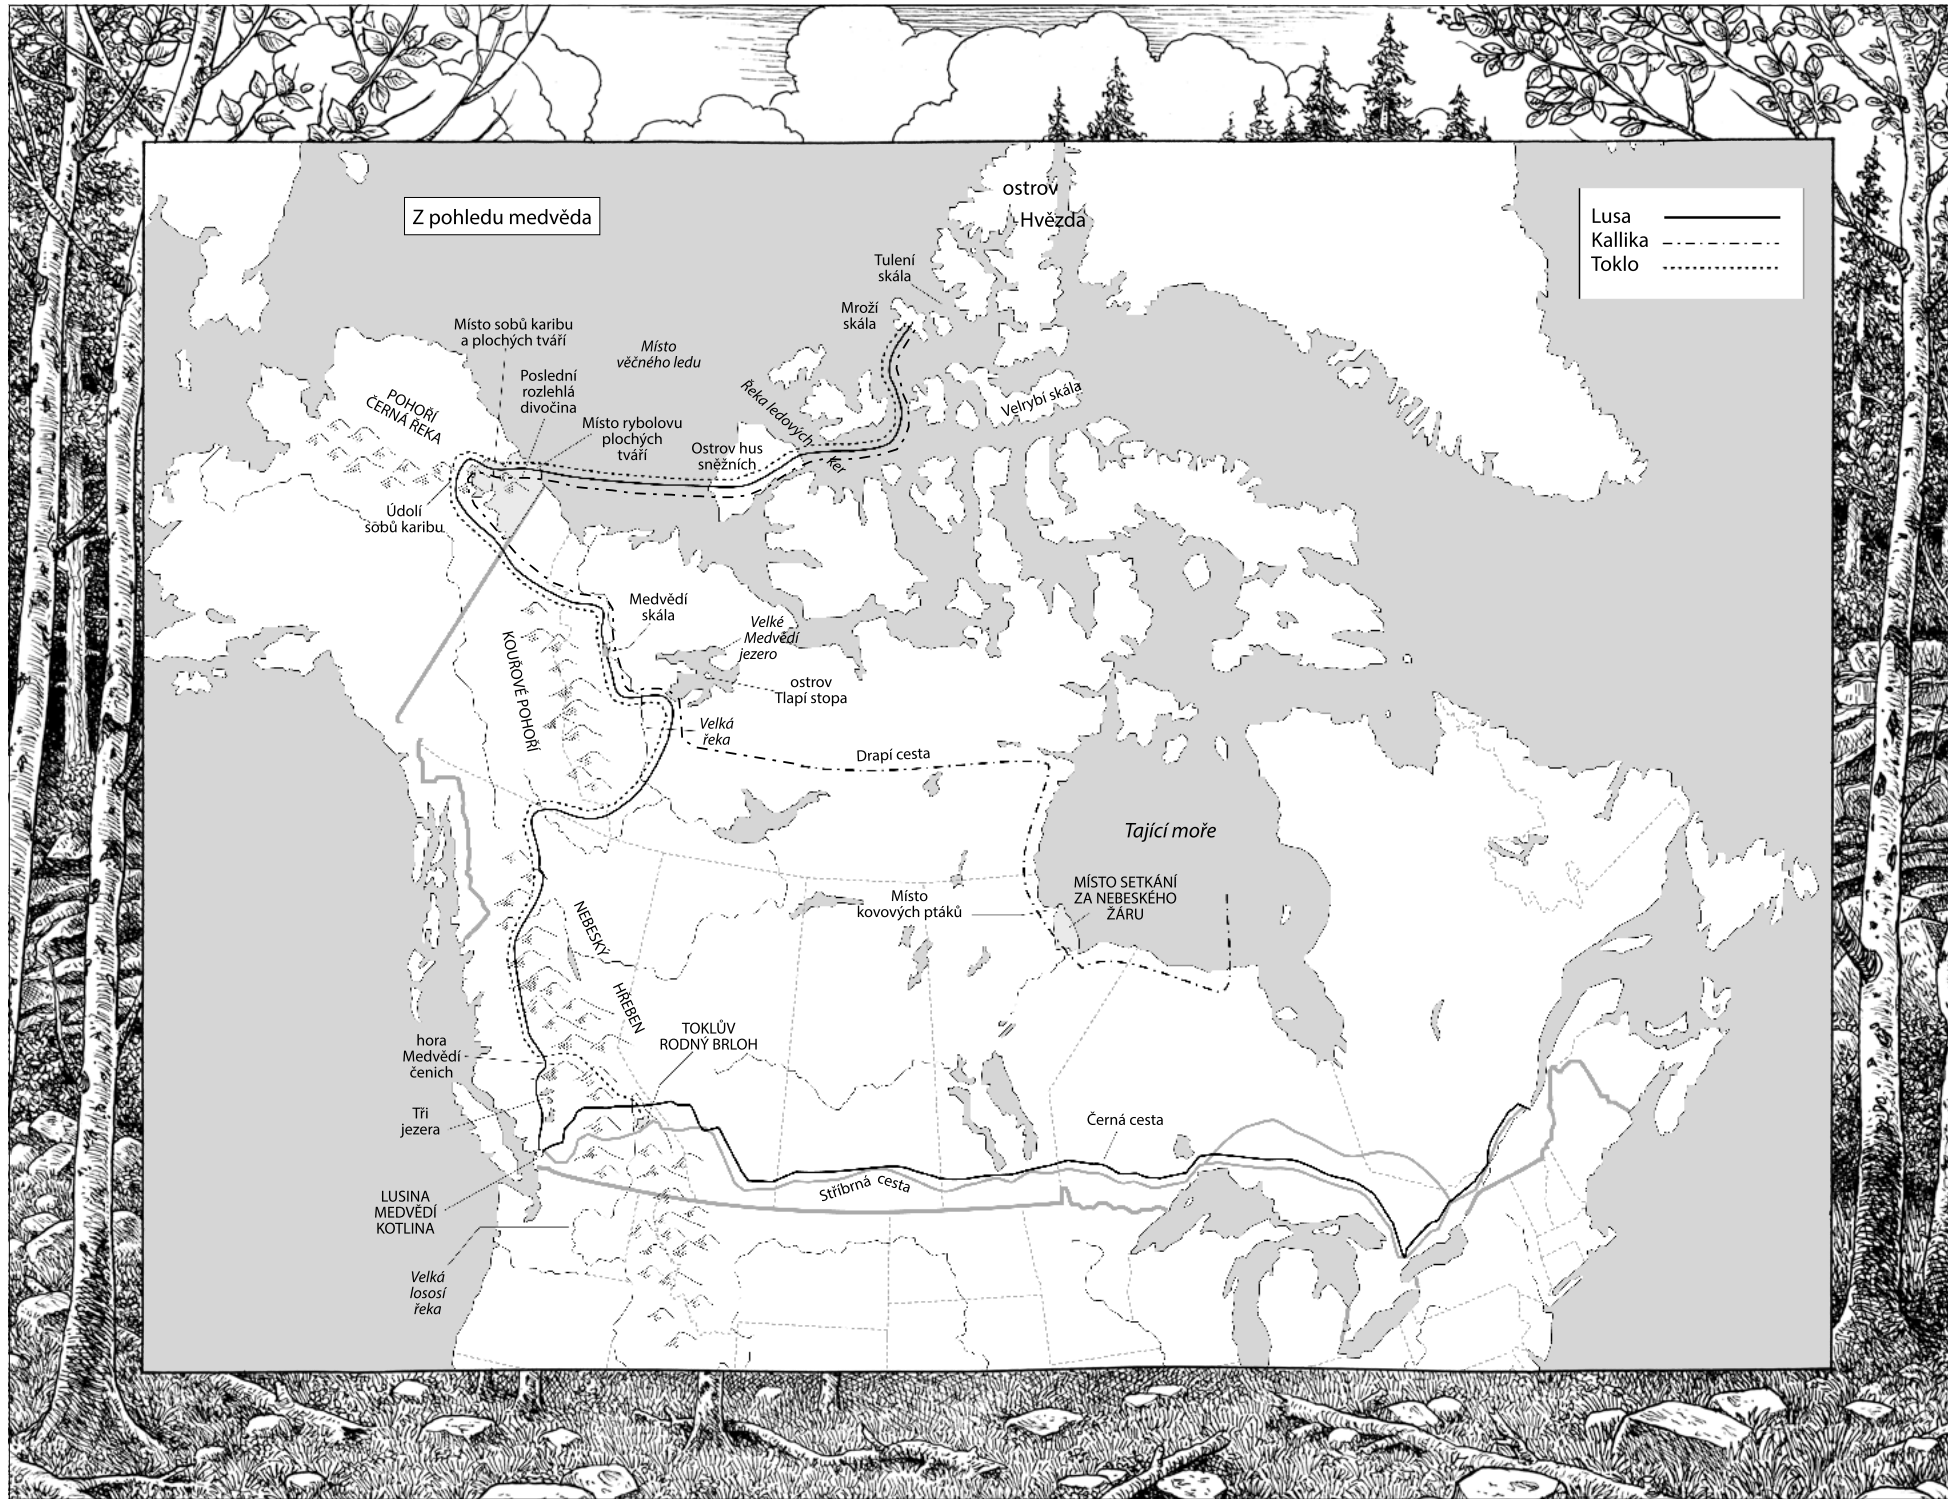 ostrov
Hvězda
Z pohledu medvěda
Lusa
Kallika
Toklo
Tulení
skála
Mroží
skála
Místo sobů karibu
a plochých tváří
Místo
věčného ledu
Poslední
rozlehlá
divočina
Řeka ledových
Ker
Velrybí skála
POHOŘÍ
ČERNÁ ŘEKA
Místo rybolovu
plochých
tváří
Ostrov hus
sněžních
Údolí
sobů karibu
Medvědí
skála
Velké
Medvědí
jezero
KOUŘOVÉ POHOŘÍ
ostrov
Tlapí stopa
Velká
řeka
Drapí cesta
Tající moře
Místo
kovových ptáků
MÍSTO SETKÁNÍ
ZA NEBESKÉHO
ŽÁRU
NEBESKÝ
HŘEBEN
TOKLŮV
RODNÝ BRLOH
hora
Medvědí
čenich
Tři
jezera
Černá cesta
Stříbrná cesta
LUSINA
MEDVĚDÍ
KOTLINA
Velká
lososí
řeka